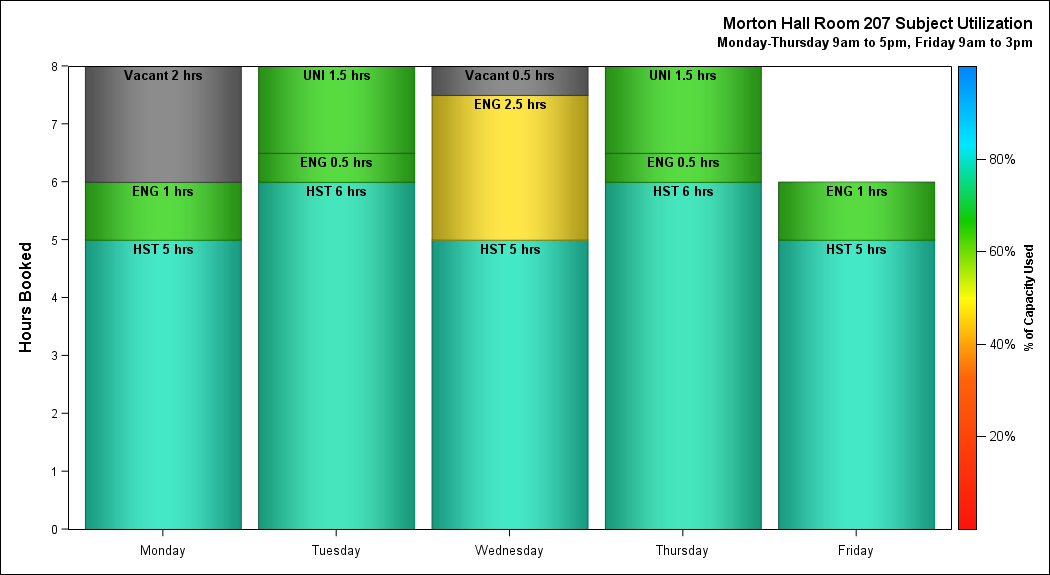 Morton Hall Room 207 Subject Utilization
Monday-Thursday 9am to 5pm, Friday 9am to 3pm
Hours Booked
8
7
6
5
4
3
2
1
0
Vacant 2 hrs
ENG 1 hrs
HST 5 hrs
UNI 1.5 hrs
ENG 0.5 hrs
HST 6 hrs
Vacant 0.5 hrs
ENG 2.5 hrs
HST 5 hrs
UNI 1.5 hrs
ENG 0.5 hrs
HST 6 hrs
ENG 1 hrs
HST 5 hrs
Monday
Tuesday
Wednesday
Thursday
Friday
80%
60%
40%
20%
% of Capacity Used